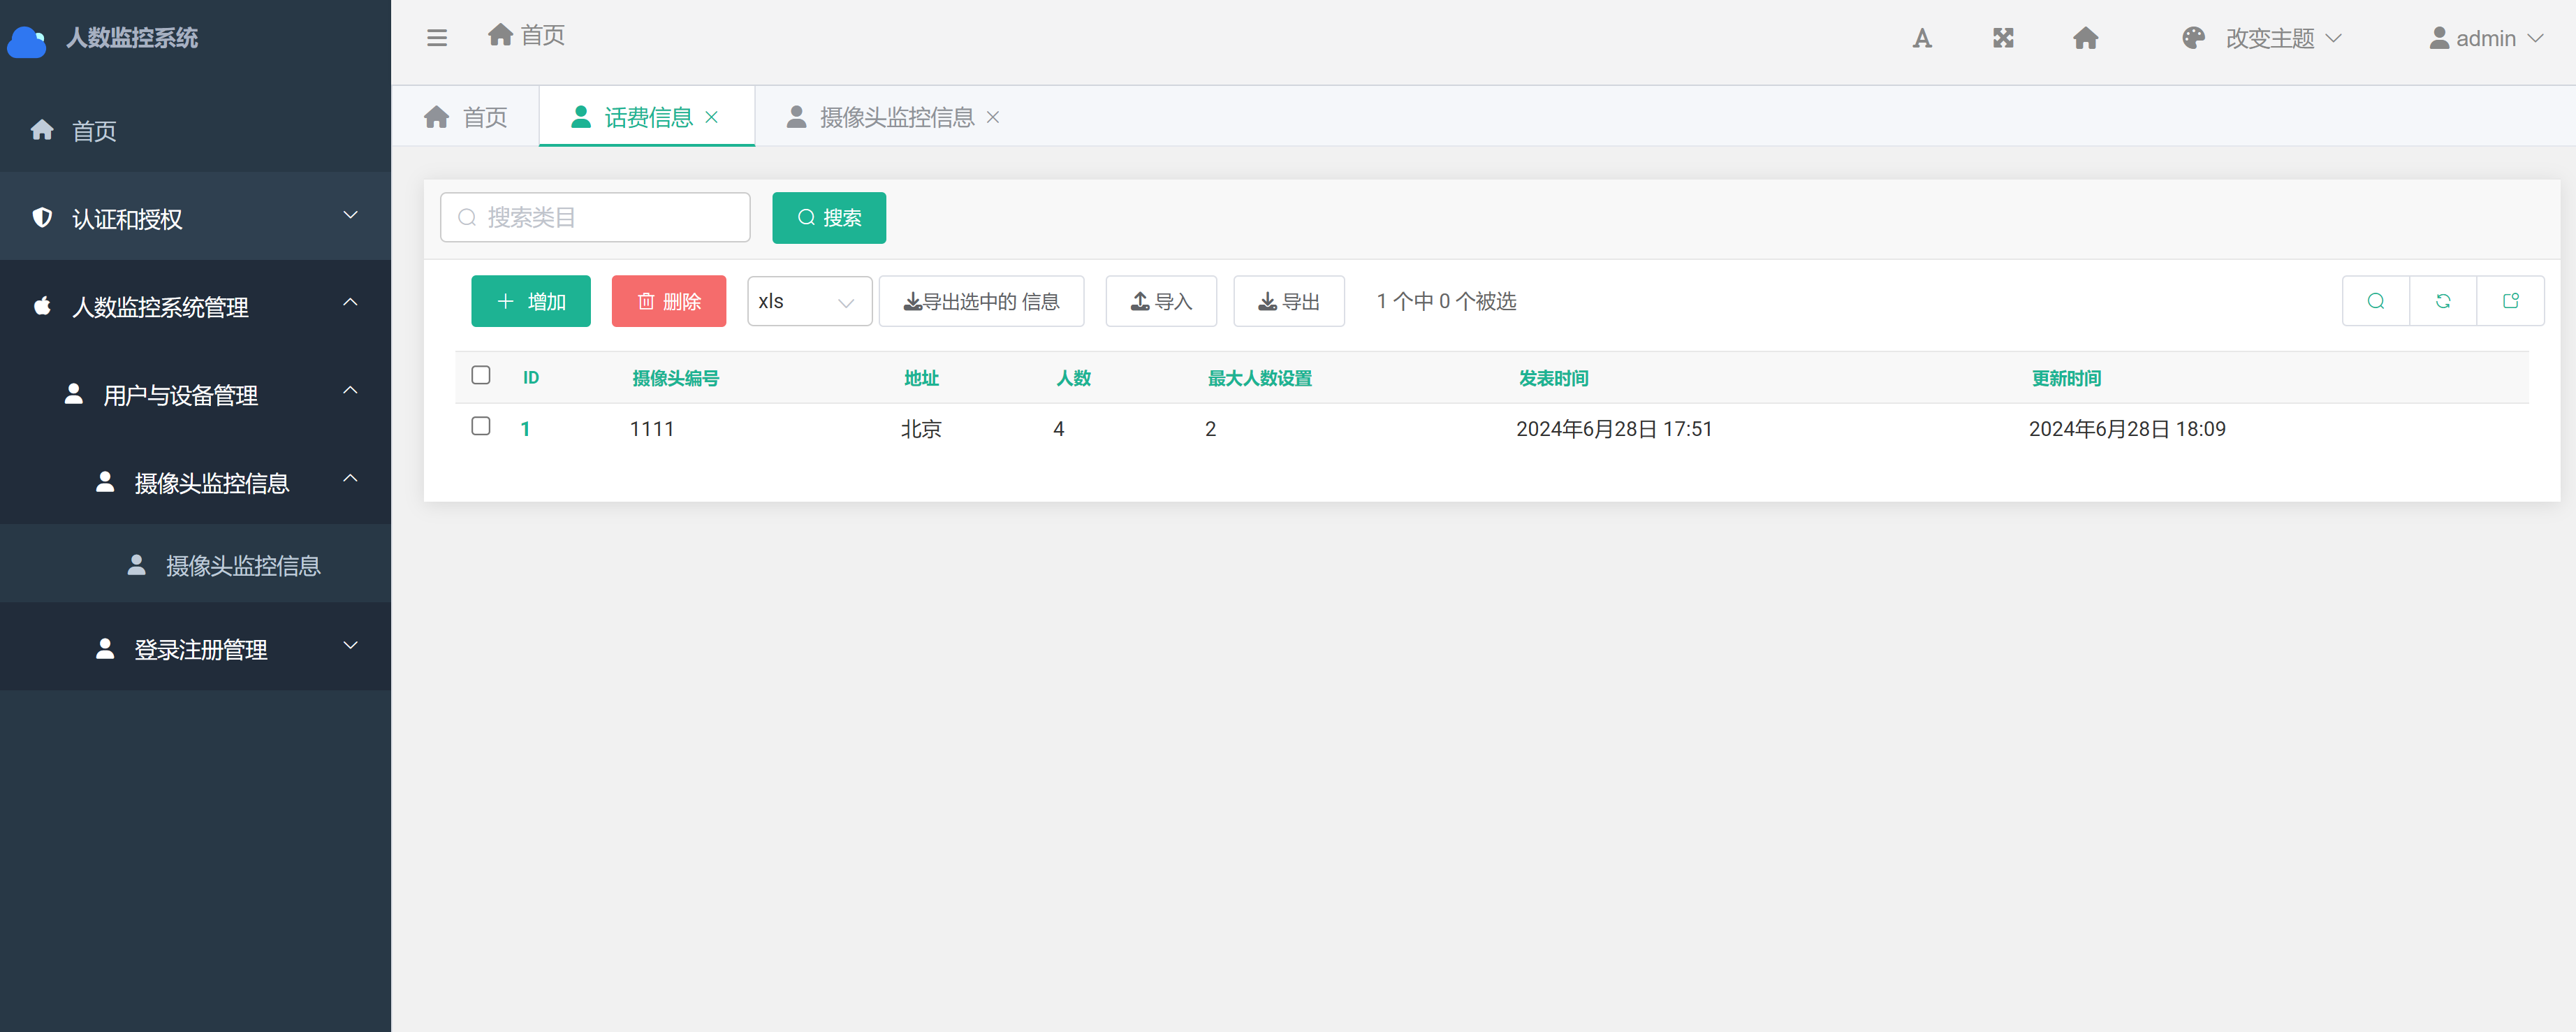 人数监控系统
首页
改变主题
admin
首页
话费信息
摄像头监控信息
首页
认证和授权
人数监控系统管理
用户与设备管理
摄像头监控信息
摄像头监控信息
登录注册管理
搜索类目
搜索
增加 删除 xls 导出选中的 信息 导入 导出 1 个中 0 个被选
ID 摄像头编号 地址 人数 最大人数设置 发表时间 更新时间
1 1111 北京 4 2 2024年6月28日 17:51 2024年6月28日 18:09